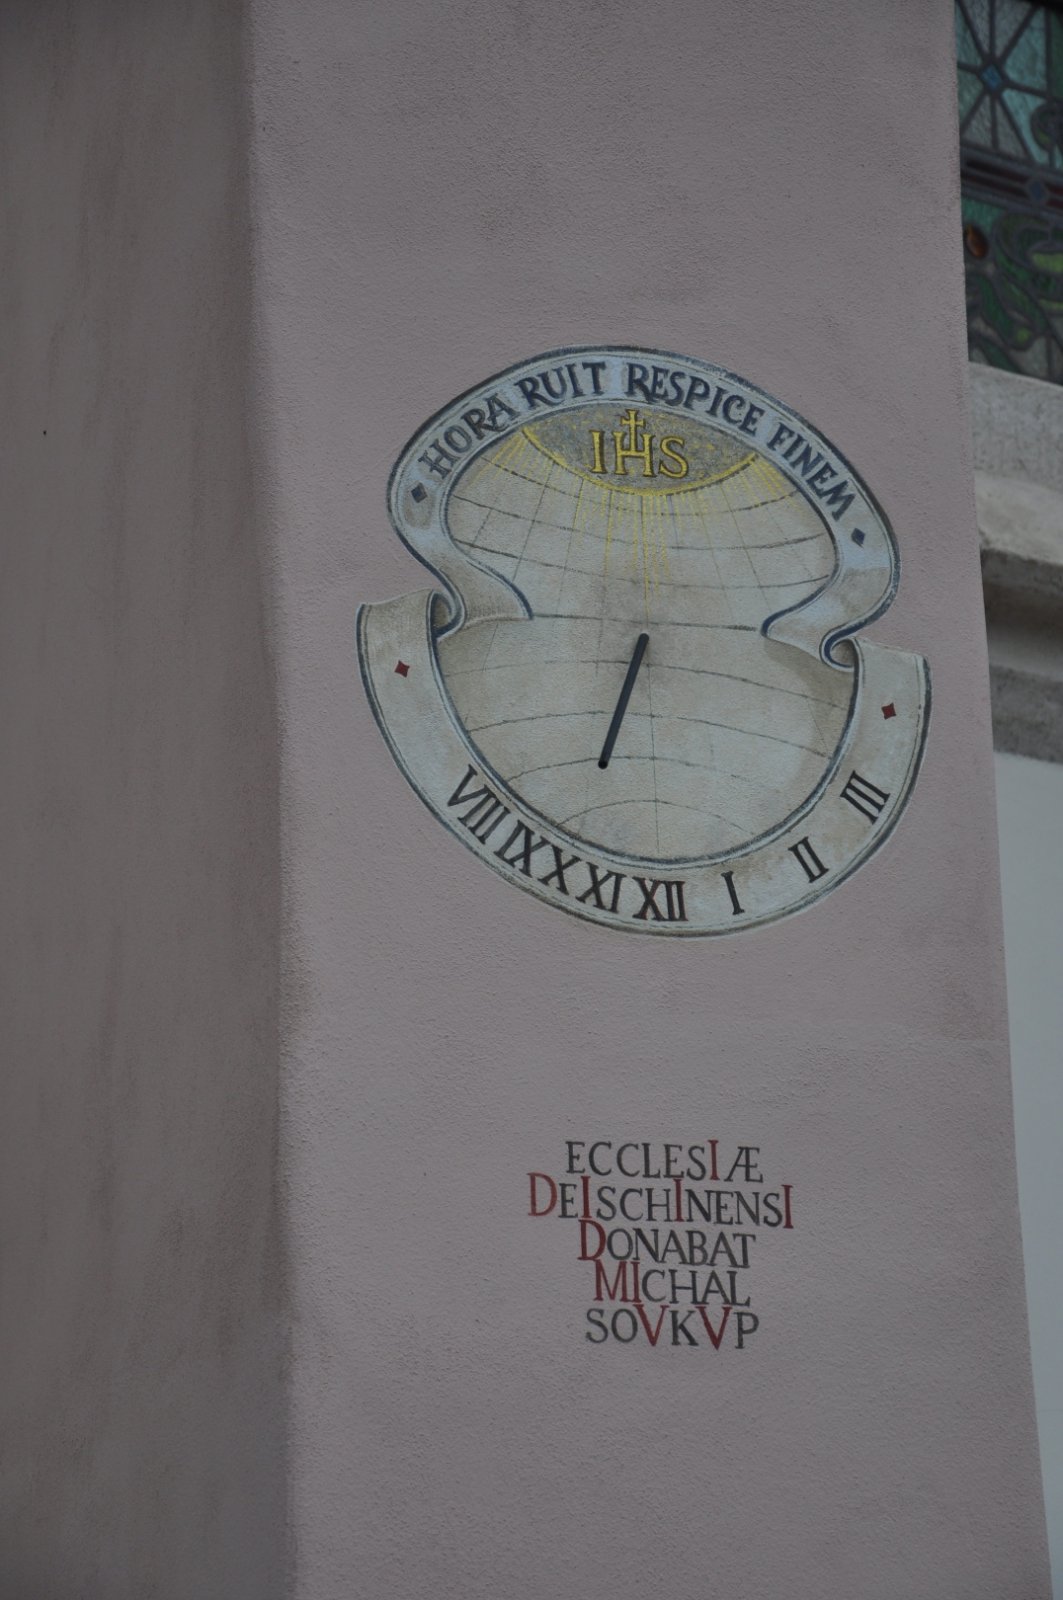 HORA RUIT RESPICE FINEM
IHS
VIII IX X XI XII I II III
ECCLESIÆ
DEISCHINENSI
DONABAT
MICHAL
SOVKVP